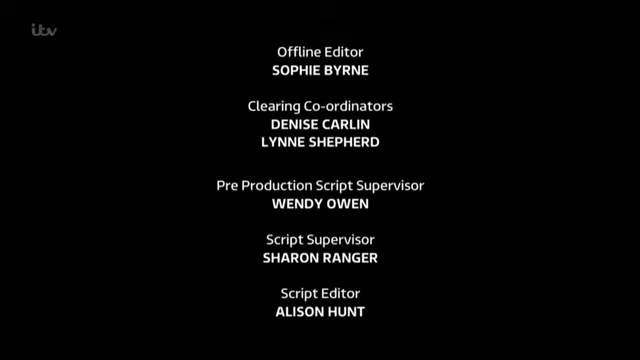 itv
Offline Editor
SOPHIE BYRNE
Clearing Co-ordinators
DENISE CARLIN
LYNNE SHEPHERD
Pre Production Script Supervisor
WENDY OWEN
Script Supervisor
SHARON RANGER
Script Editor
ALISON HUNT